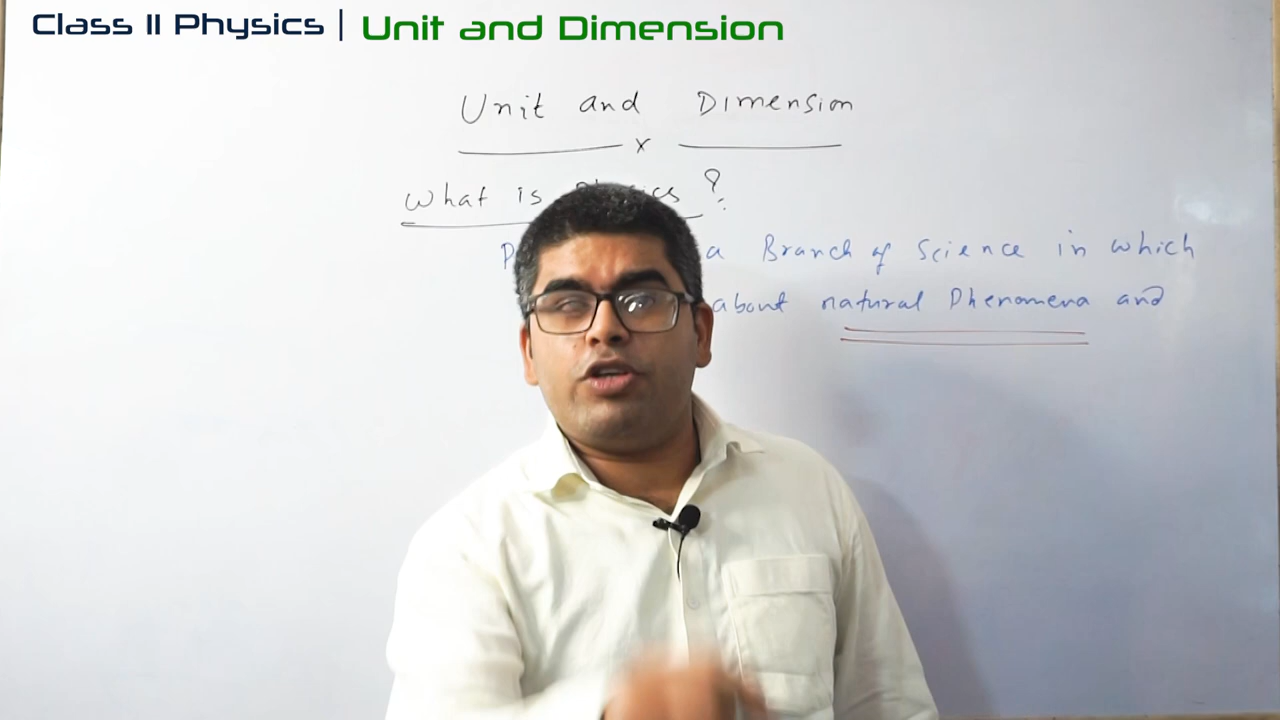 Class 11 Physics | Unit and Dimension
Unit and Dimension
x
What is ?
a Branch of Science in which
about natural Phenomena and